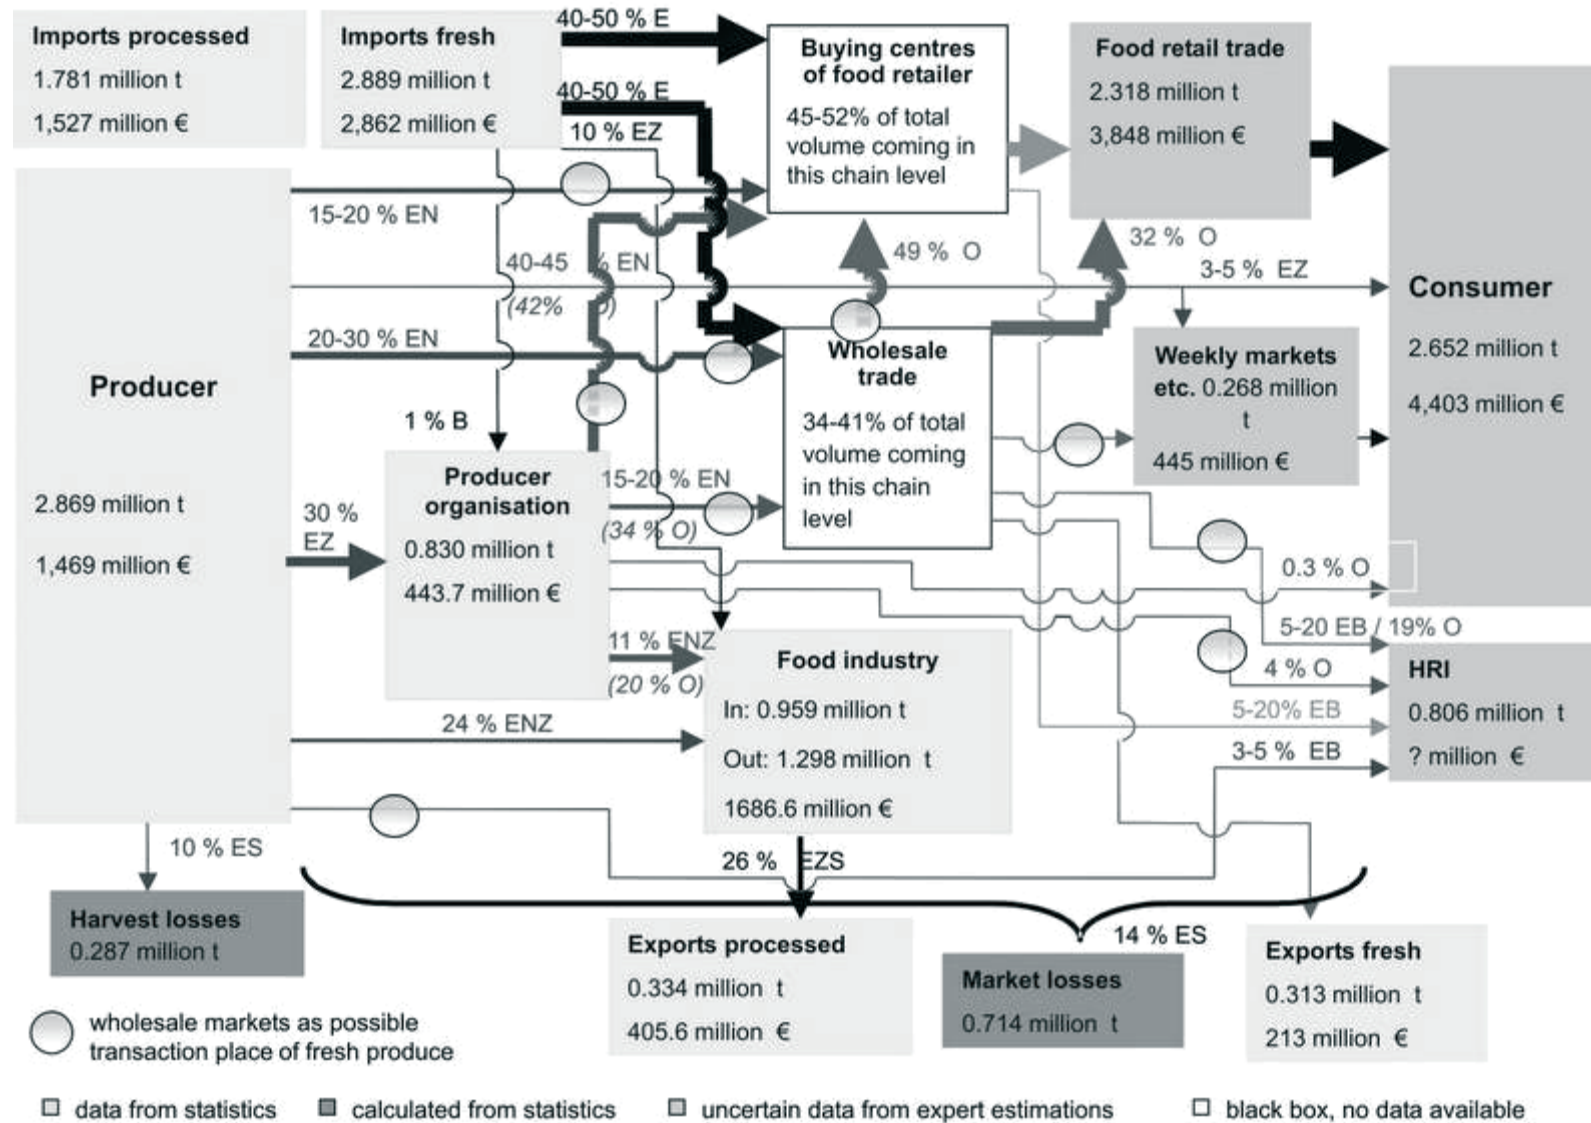 Imports processed
1.781 million t
1,527 million €
Imports fresh
2.889 million t
2,862 million €
40-50 % E
40-50 % E
10 % EZ
Buying centres
of food retailer
45-52% of total
volume coming in
this chain level
Food retail trade
2.318 million t
3,848 million €
Consumer
2.652 million t
4,403 million €
Producer
2.869 million t
1,469 million €
15-20 % EN
40-45 % EN
(42%
20-30 % EN
49 % O
32 % O
3-5 % EZ
Wholesale
trade
34-41% of total
volume coming
in this chain
level
Weekly markets
etc. 0.268 million
t
445 million €
1 % B
Producer
organisation
0.830 million t
443.7 million €
30 %
EZ
15-20 % EN
(34 % O)
11 % ENZ
(20 % O)
24 % ENZ
Food industry
In: 0.959 million t
Out: 1.298 million t
1686.6 million €
0.3 % O
5-20 EB / 19% O
4 % O
5-20% EB
3-5 % EB
HRI
0.806 million t
? million €
10 % ES
26 % EZS
14 % ES
Harvest losses
0.287 million t
Exports processed
0.334 million t
405.6 million €
Market losses
0.714 million t
Exports fresh
0.313 million t
213 million €
wholesale markets as possible
transaction place of fresh produce
data from statistics
calculated from statistics
uncertain data from expert estimations
black box, no data available